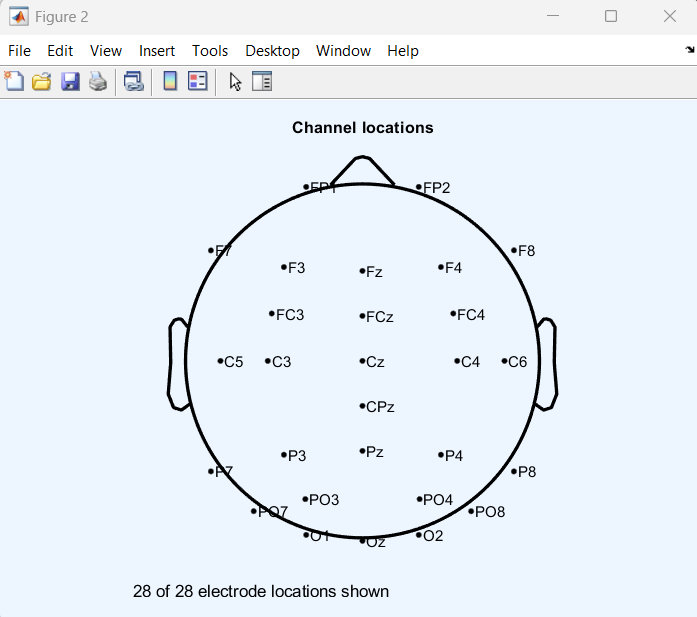 Figure 2
File Edit View Insert Tools Desktop Window Help
Channel locations
FP1 FP2
F7 F8
F3 Fz F4
FC3 FCz FC4
C5 C3 Cz C4 C6
CPz
P3 Pz P4
P7 P8
PO3 PO4
PO7 PO8
O1 Oz O2
28 of 28 electrode locations shown